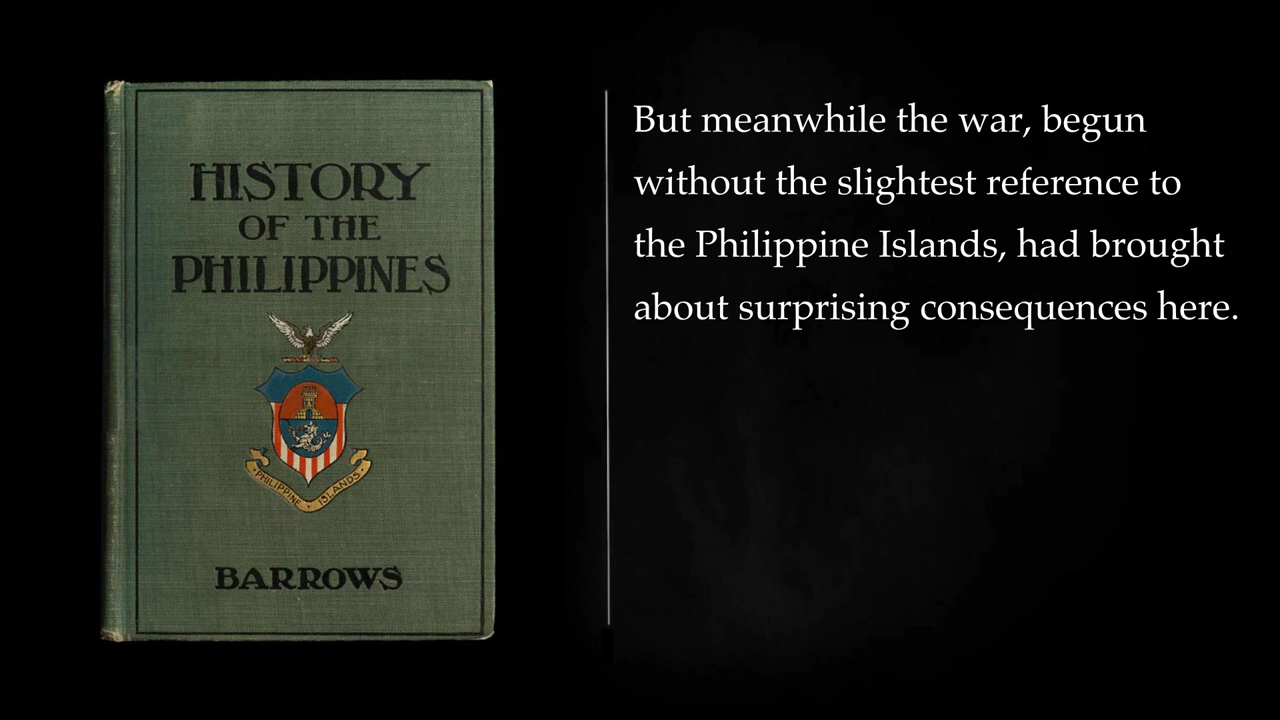 HISTORY
OF THE
PHILIPPINES
PHILIPPINE ISLANDS
BARROWS
But meanwhile the war, begun
without the slightest reference to
the Philippine Islands, had brought
about surprising consequences here.